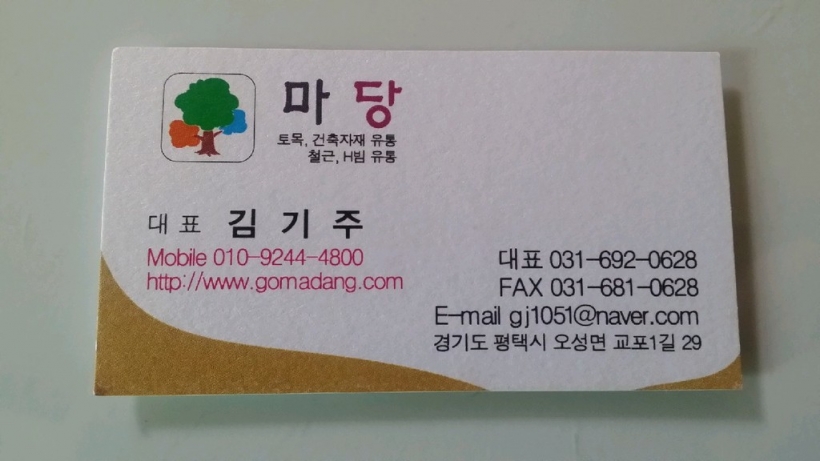 마 당
토목, 건축자재 유통
철근, H빔 유통
대 표 김 기 주
Mobile 010-9244-4800
http://www.gomadang.com
대표 031-692-0628
FAX 031-681-0628
E-mail gj1051@naver.com
경기도 평택시 오성면 교포1길 29